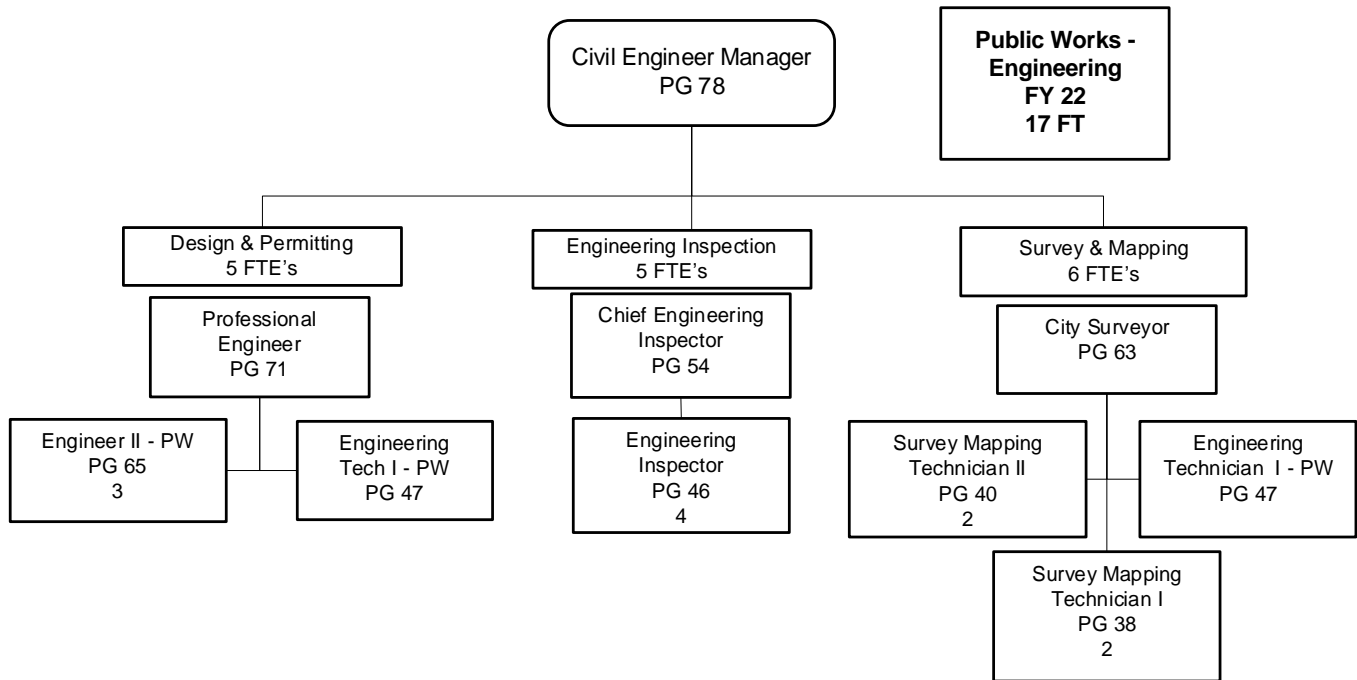 Civil Engineer Manager
PG 78
Public Works -
Engineering
FY 22
17 FT
Design & Permitting
5 FTE’s
Engineering Inspection
5 FTE’s
Survey & Mapping
6 FTE’s
Professional
Engineer
PG 71
Chief Engineering
Inspector
PG 54
City Surveyor
PG 63
Engineer II - PW
PG 65
3
Engineering
Tech I - PW
PG 47
Engineering
Inspector
PG 46
4
Survey Mapping
Technician II
PG 40
2
Engineering
Technician I - PW
PG 47
Survey Mapping
Technician I
PG 38
2